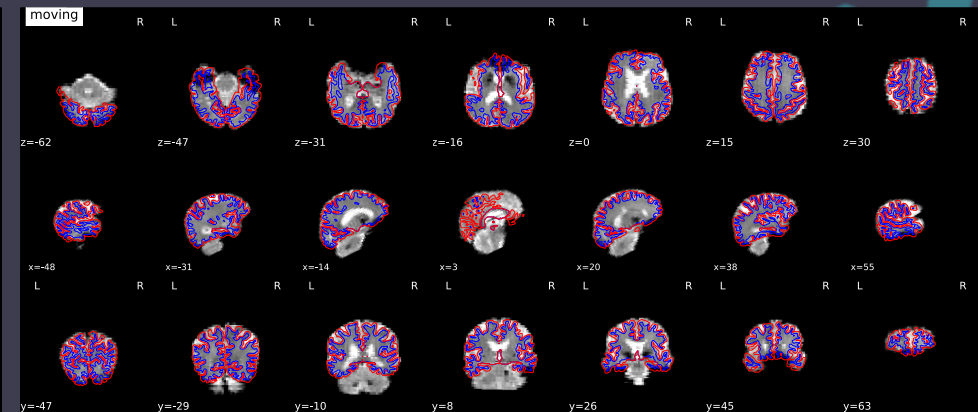 moving
R L R L R L R L R L R L R
z=-62 z=-47 z=-31 z=-16 z=0 z=15 z=30
x=-48 x=-31 x=-14 x=3 x=20 x=38 x=55
L R L R L R L R L R L R L R
y=-47 y=-29 y=-10 y=8 y=26 y=45 y=63